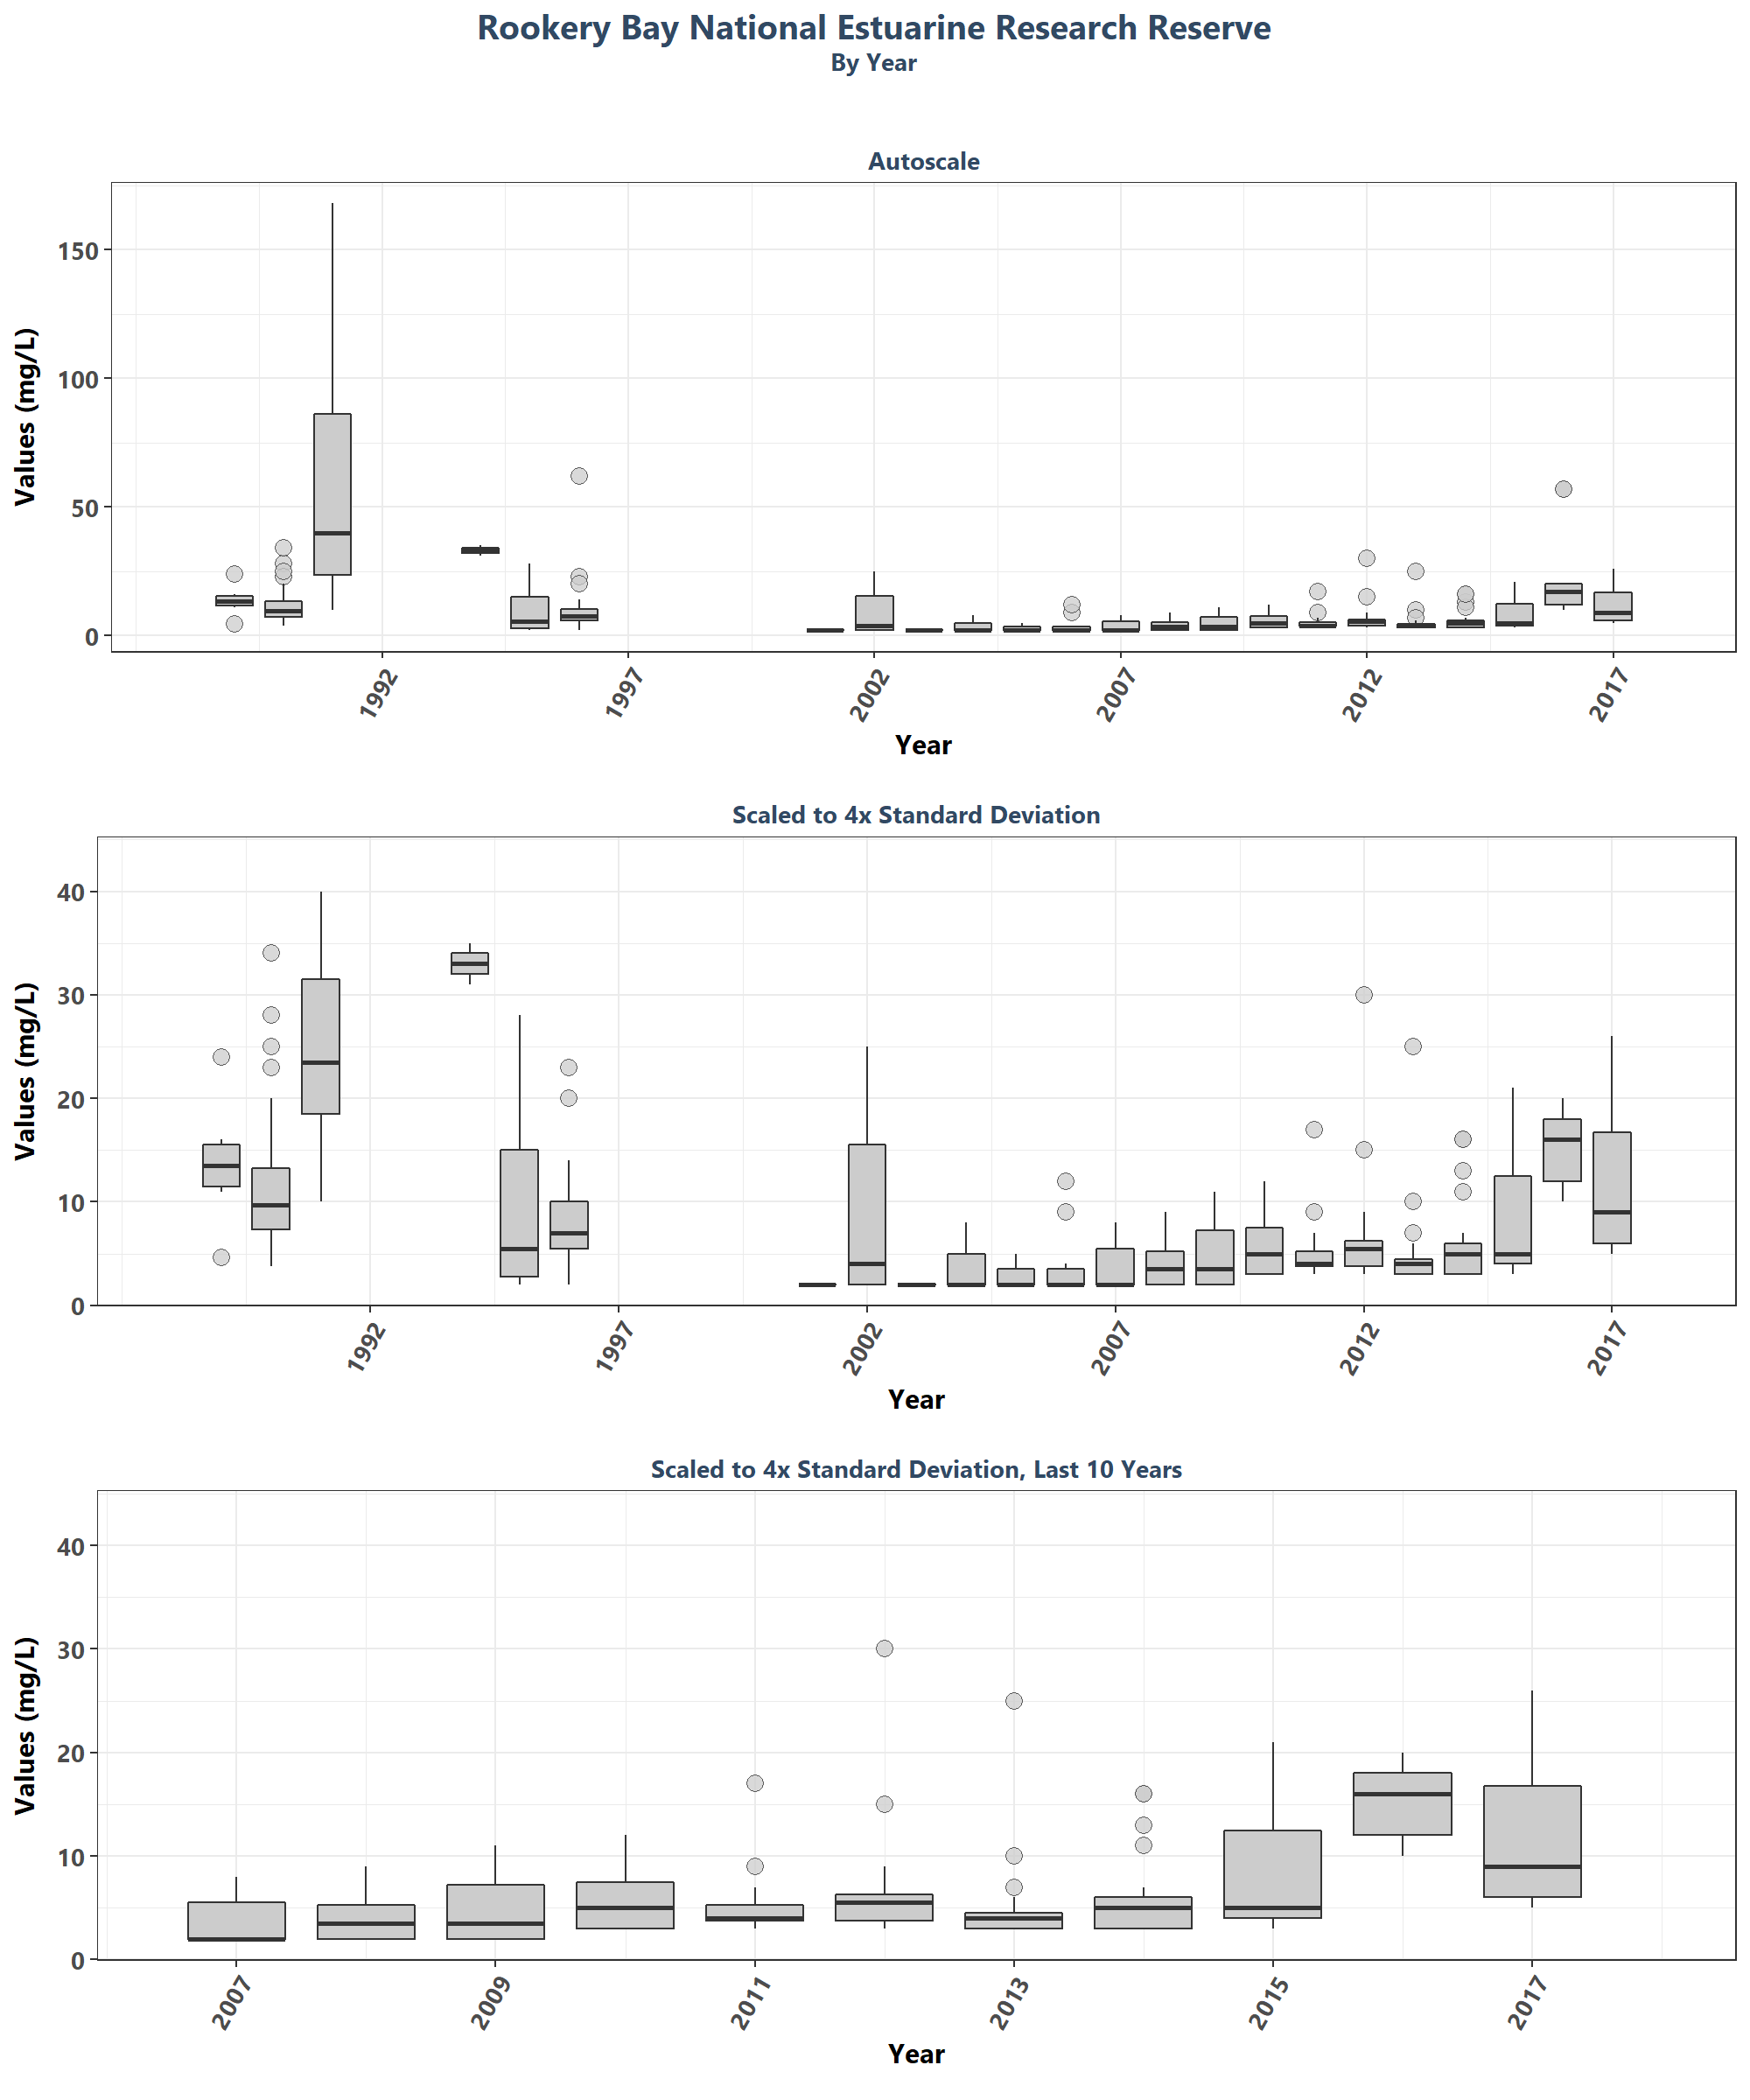 Rookery Bay National Estuarine Research Reserve
By Year
Autoscale
Values (mg/L)
150
100
50
0
1992
1997
2002
2007
2012
2017
Year
Scaled to 4x Standard Deviation
Values (mg/L)
40
30
20
10
0
1992
1997
2002
2007
2012
2017
Year
Scaled to 4x Standard Deviation, Last 10 Years
Values (mg/L)
40
30
20
10
0
2007
2009
2011
2013
2015
2017
Year